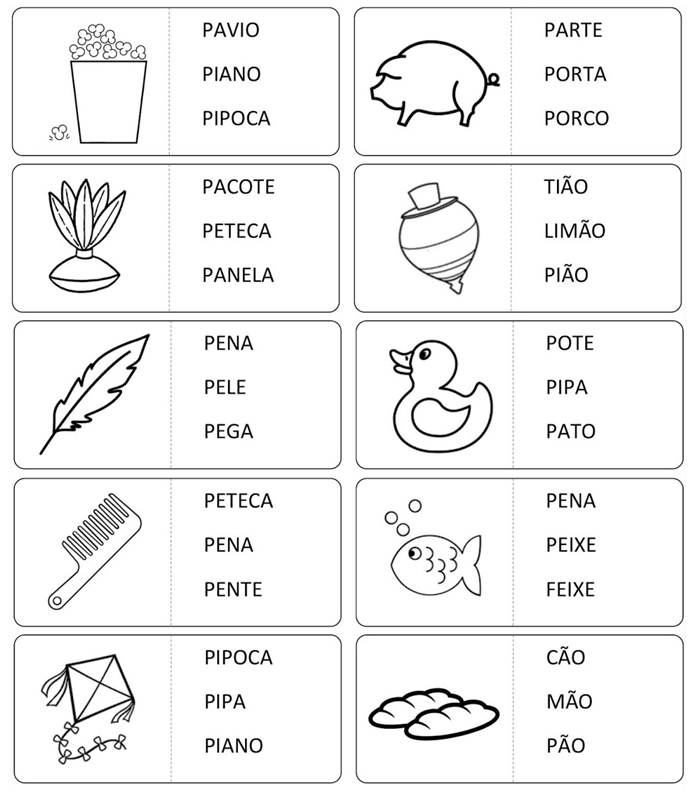 PAVIO
PIANO
PIPOCA
PARTE
PORTA
PORCO
PACOTE
PETECA
PANELA
TIÃO
LIMÃO
PIÃO
PENA
PELE
PEGA
POTE
PIPA
PATO
PETECA
PENA
PENTE
PENA
PEIXE
FEIXE
PIPOCA
PIPA
PIANO
CÃO
MÃO
PÃO